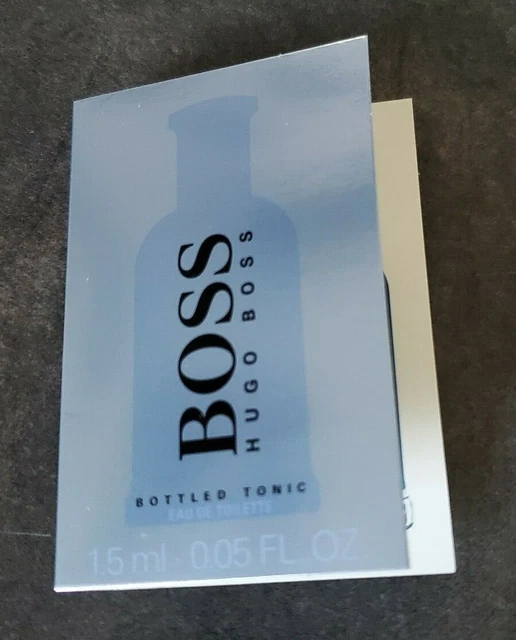 BOSS
HUGO BOSS
BOTTLED TONIC
EAU DE TOILETTE
1.5 ml - 0.05 FL. OZ.